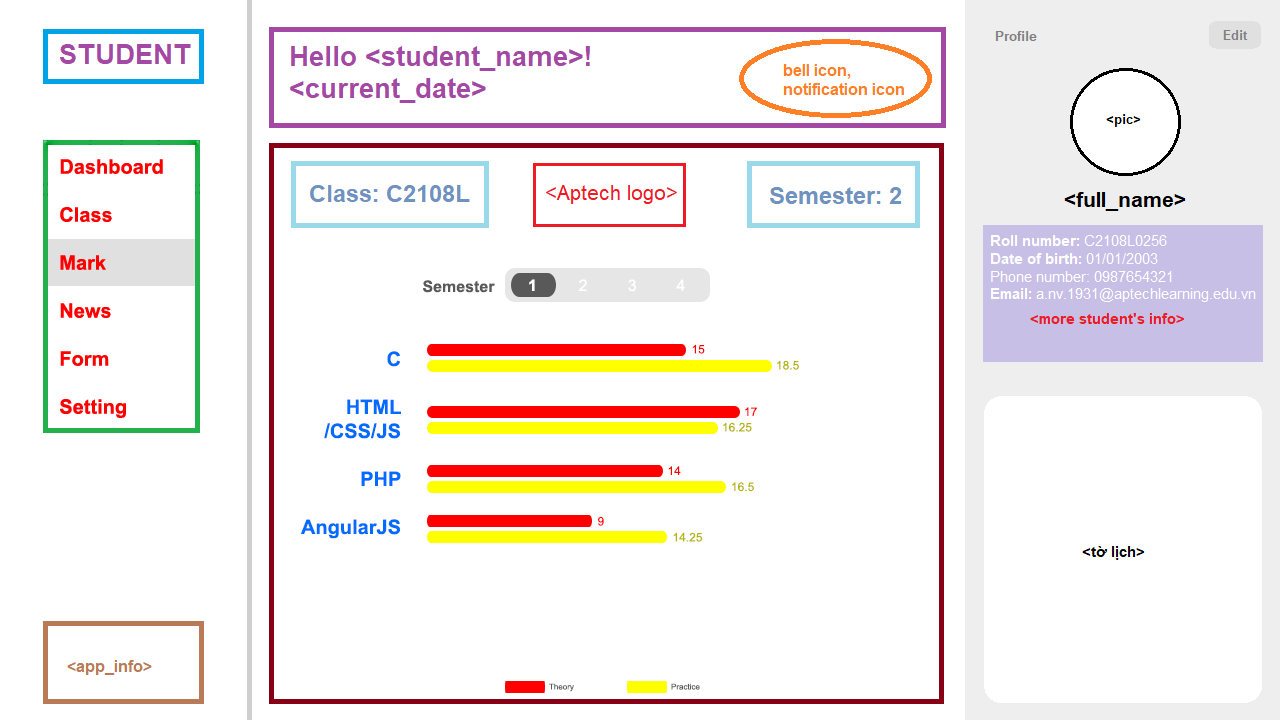 STUDENT
Dashboard
Class
Mark
News
Form
Setting
<app_info>
Hello <student_name>!
<current_date>
bell icon,
notification icon
Class: C2108L
<Aptech logo>
Semester: 2
Semester 1 2 3 4
C
15
18.5
HTML
/CSS/JS
17
16.25
PHP
14
16.5
AngularJS
9
14.25
Theory
Practice
Profile
Edit
<pic>
<full_name>
Roll number: C2108L0256
Date of birth: 01/01/2003
Phone number: 0987654321
Email: a.nv.1931@aptechlearning.edu.vn
<more student's info>
<tờ lịch>